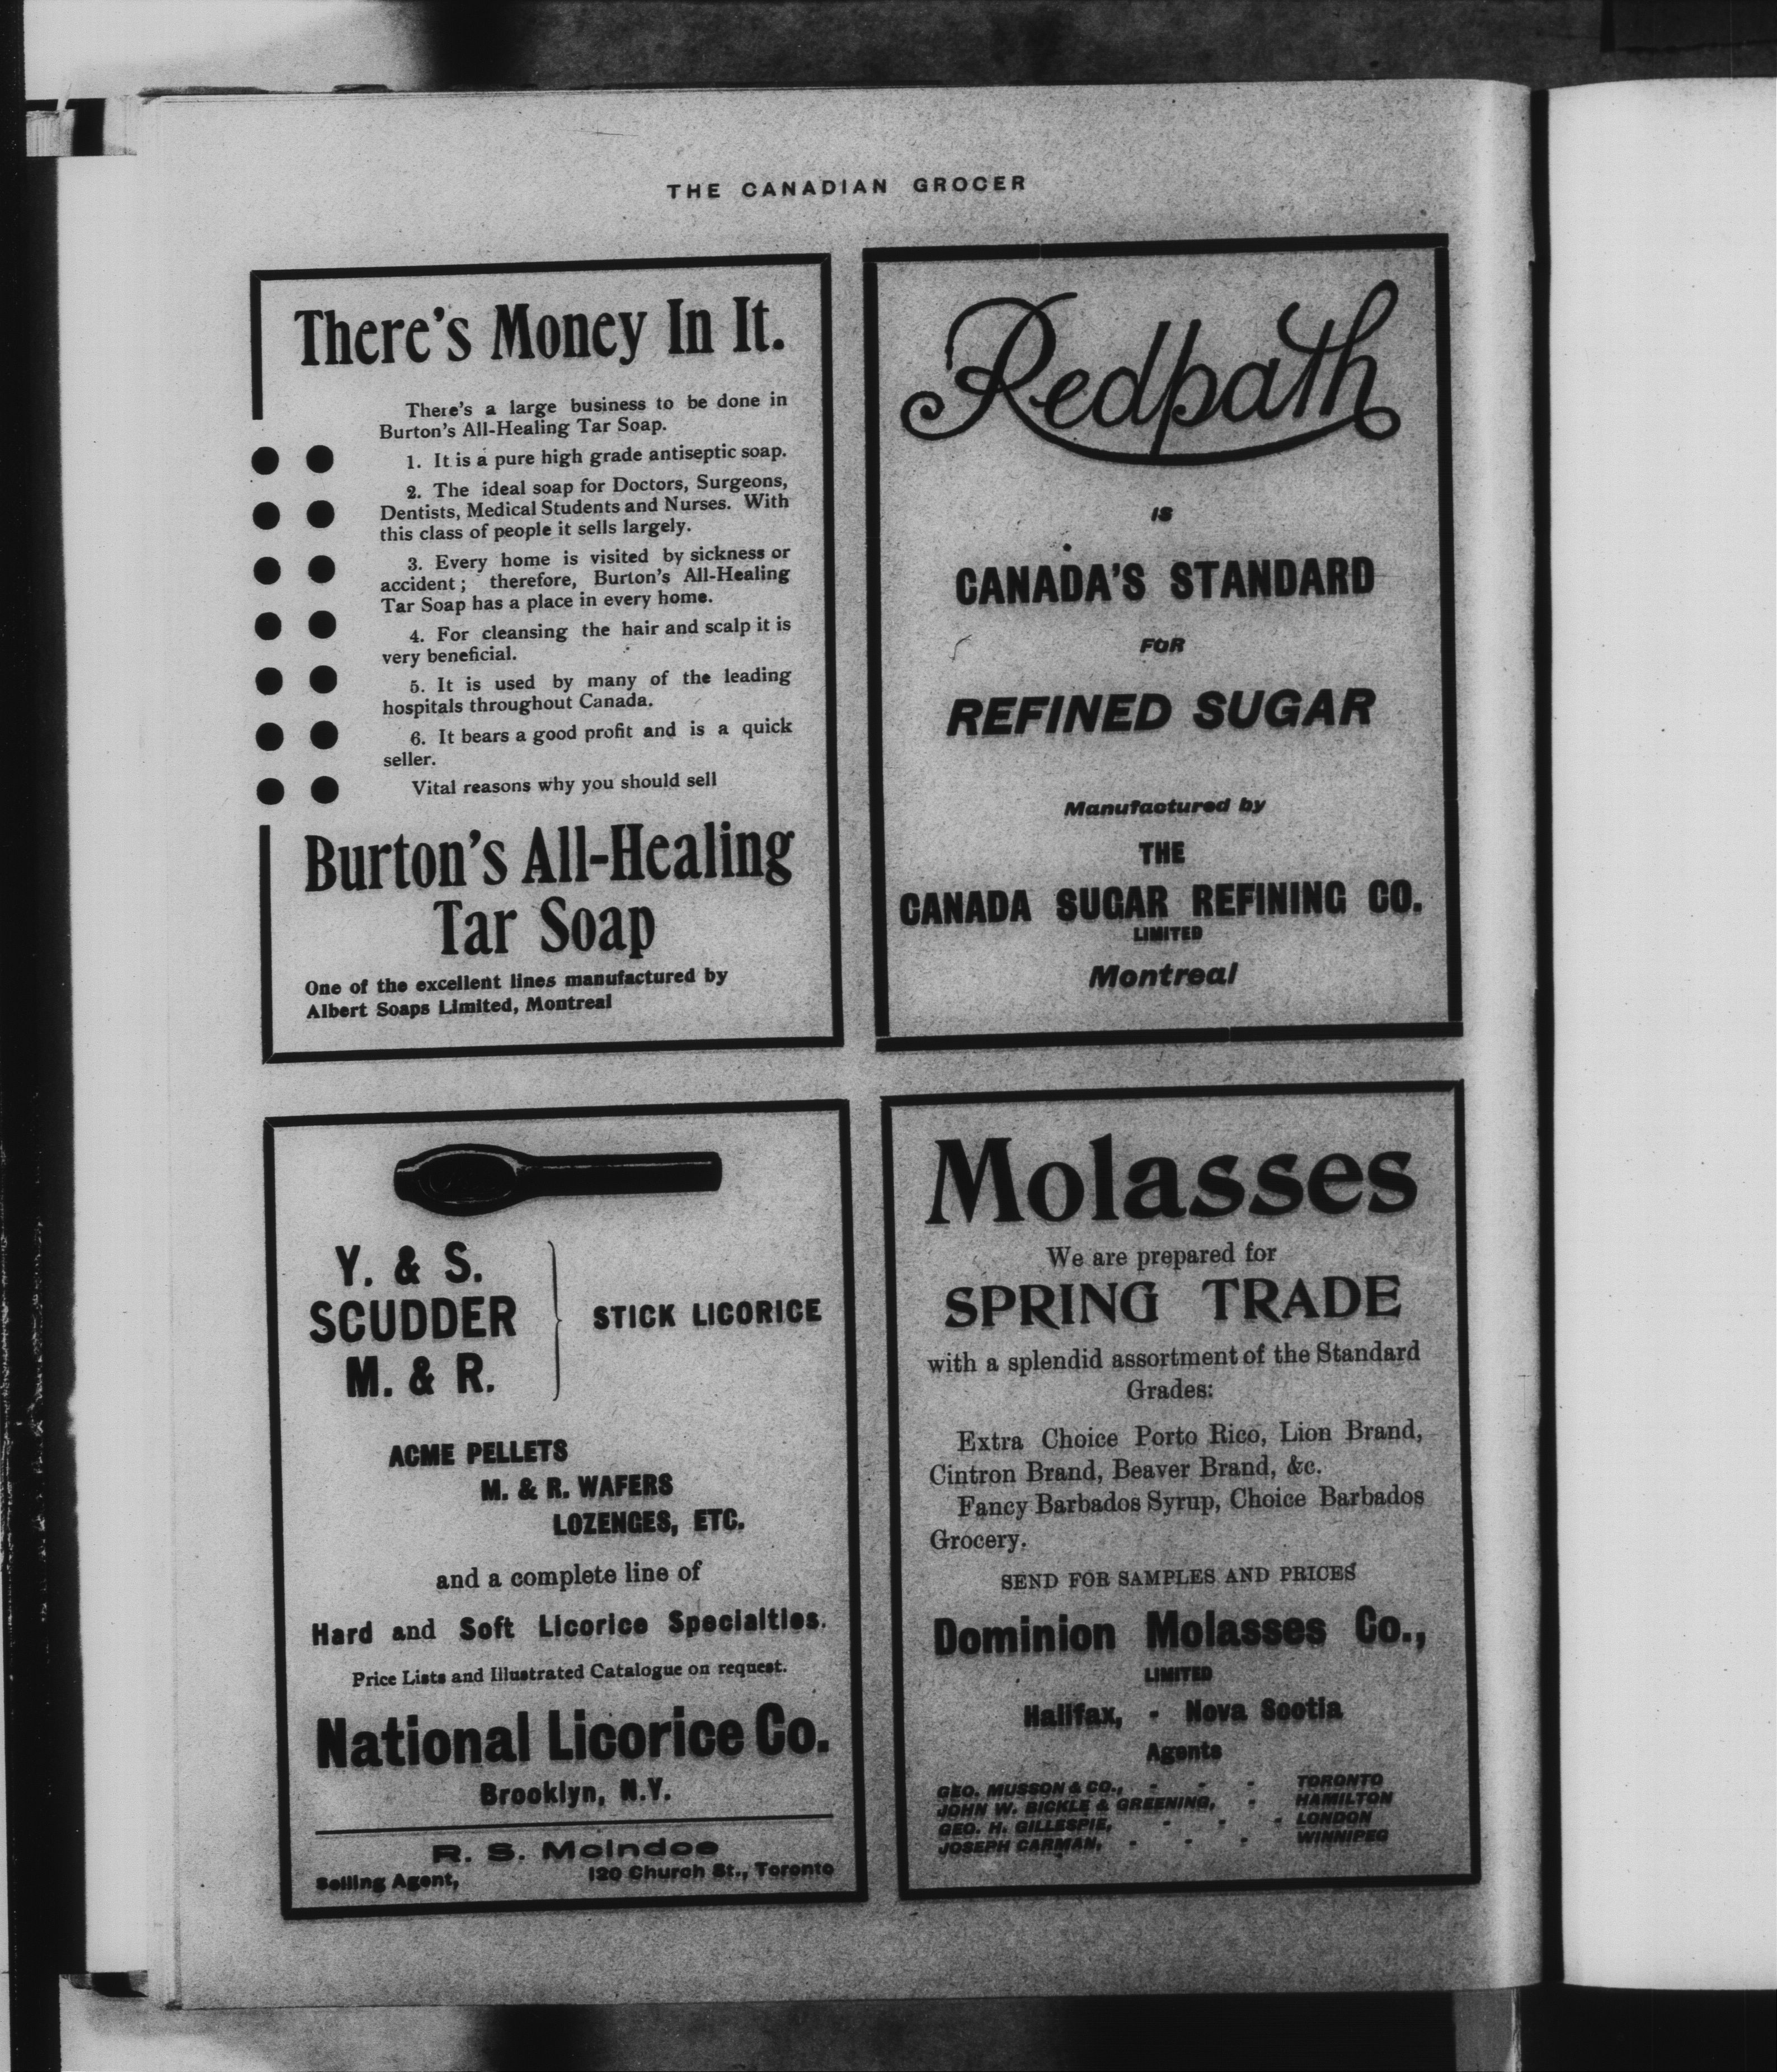 THE CANADIAN GROCER
There's Money In It.
There's a large business to be done in
Burton's All-Healing Tar Soap.
1. It is a pure high grade antiseptic soap.
2. The ideal soap for Doctors, Surgeons,
Dentists, Medical Students and Nurses. With
this class of people it sells largely.
3. Every home is visited by sickness or
accident; therefore, Burton's All-Healing
Tar Soap has a place in every home.
4. For cleansing the hair and scalp it is
very beneficial.
5. It is used by many of the leading
hospitals throughout Canada.
6. It bears a good profit and is a quick
seller.
Vital reasons why you should sell
Burton's All-Healing
Tar Soap
One of the excellent lines manufactured by
Albert Soaps Limited, Montreal
Redpath
IS
CANADA'S STANDARD
FOR
REFINED SUGAR
Manufactured by
THE
CANADA SUGAR REFINING CO.
LIMITED
Montreal
Y. & S.
SCUDDER
M. & R.
STICK LICORICE
ACME PELLETS
M. & R. WAFERS
LOZENGES, ETC.
and a complete line of
Hard and Soft Licorice Specialties.
Price Lists and Illustrated Catalogue on request.
National Licorice Co.
Brooklyn, N.Y.
R. S. McIndoe
Selling Agent, 120 Church St., Toronto
Molasses
We are prepared for
SPRING TRADE
with a splendid assortment of the Standard
Grades:
Extra Choice Porto Rico, Lion Brand,
Cintron Brand, Beaver Brand, &c.
Fancy Barbados Syrup, Choice Barbados
Grocery.
SEND FOR SAMPLES AND PRICES
Dominion Molasses Co.,
LIMITED
Halifax, - Nova Scotia
Agents
GEO. MUSSON & CO., - - - TORONTO
JOHN W. BICKLE & GREENING, - HAMILTON
GEO. H. GILLESPIE, - - - LONDON
JOSEPH CARMAN, - - - WINNIPEG